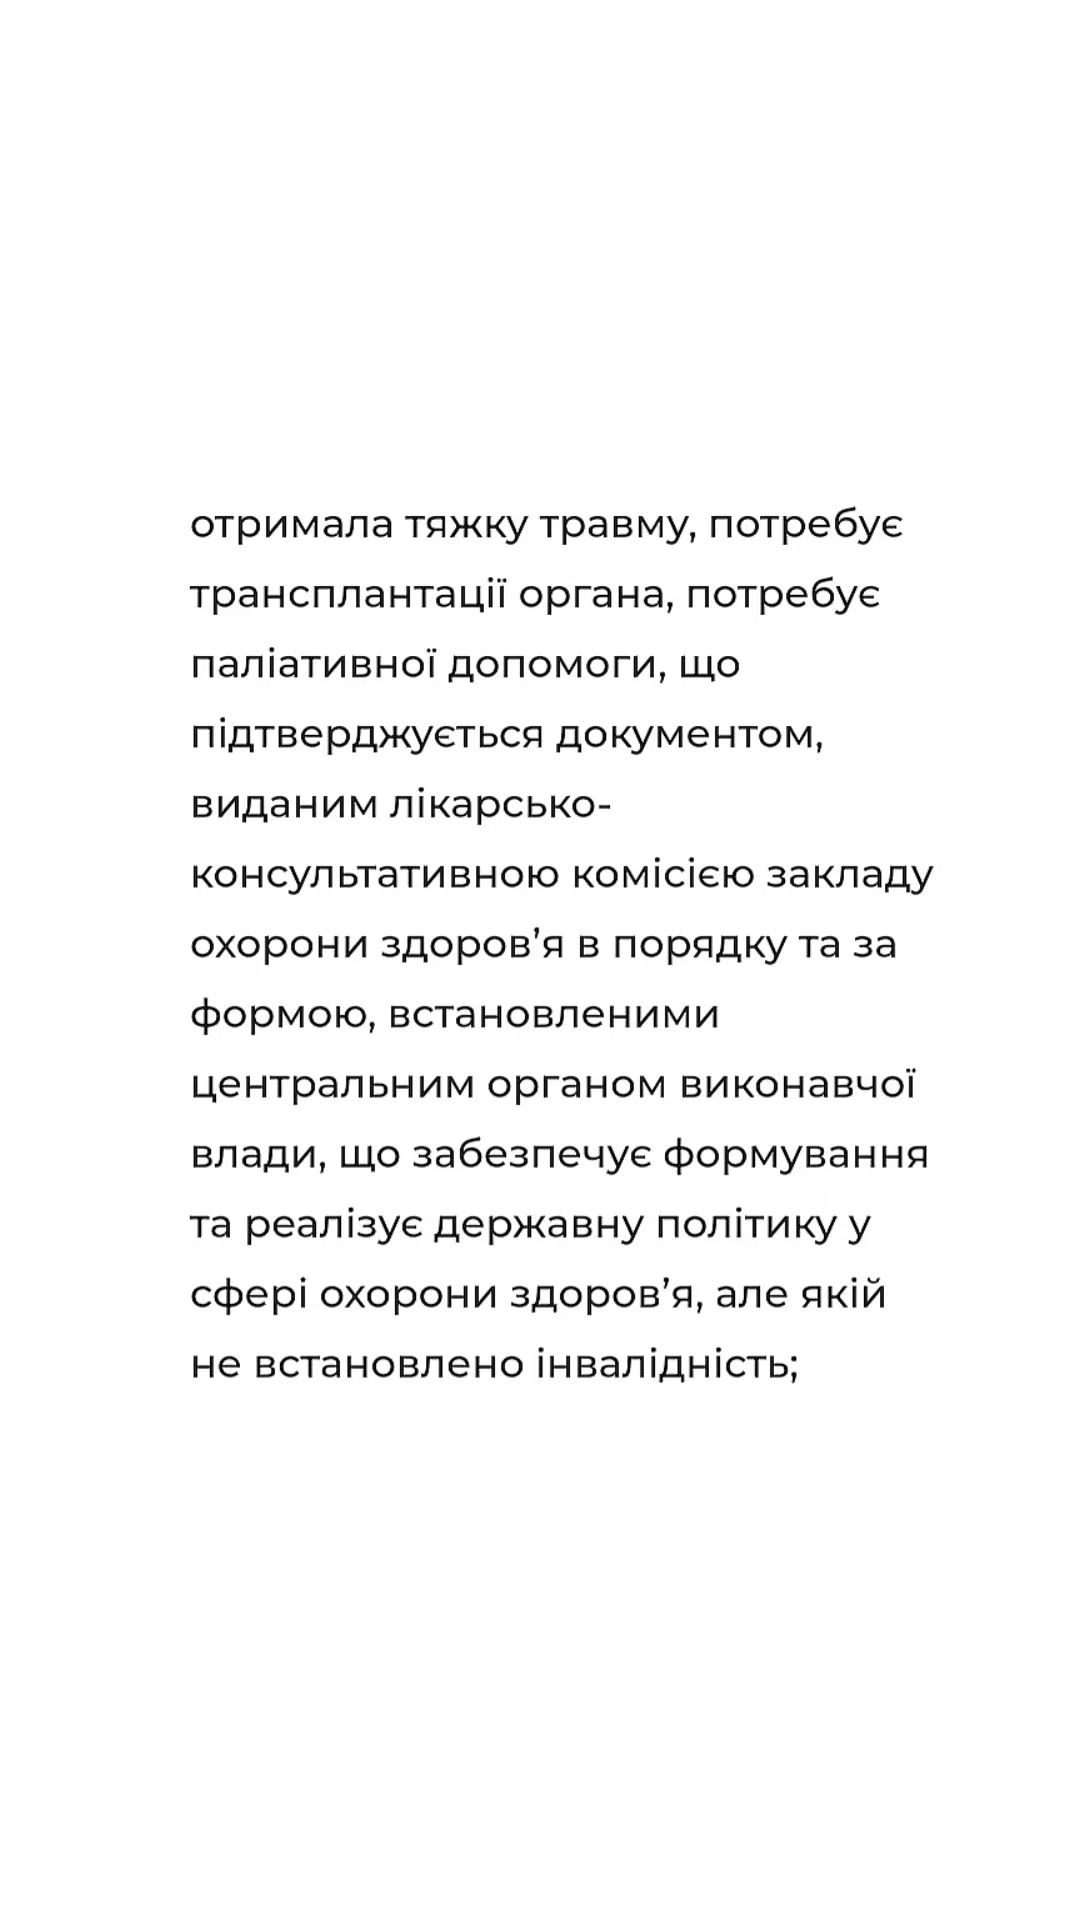 отримала тяжку травму, потребує
трансплантації органа, потребує
паліативної допомоги, що
підтверджується документом,
виданим лікарсько-
консультативною комісією закладу
охорони здоров’я в порядку та за
формою, встановленими
центральним органом виконавчої
влади, що забезпечує формування
та реалізує державну політику у
сфері охорони здоров’я, але якій
не встановлено інвалідність;